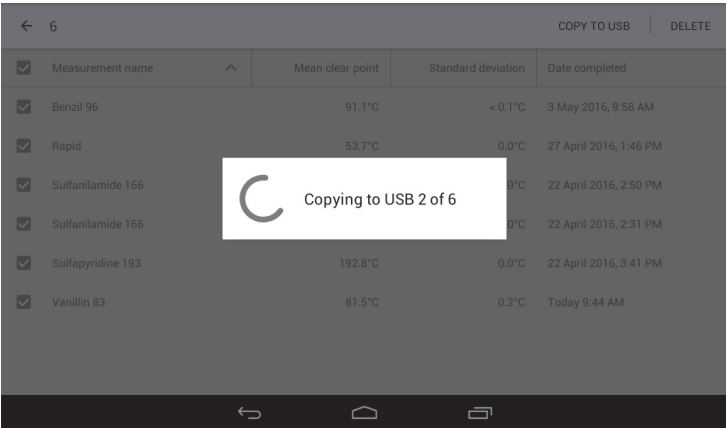 6 COPY TO USB DELETE
Measurement name Mean clear point Standard deviation Date completed
Benzil 96 91.1°C < 0.1°C 3 May 2016, 9:58 AM
Rapid 53.7°C 0.0°C 27 April 2016, 1:46 PM
Sulfanilamide 166 0°C 22 April 2016, 2:50 PM
Copying to USB 2 of 6
Sulfanilamide 166 0°C 22 April 2016, 2:31 PM
Sulfapyridine 193 192.8°C 0.0°C 22 April 2016, 3:41 PM
Vanillin 83 81.5°C 0.2°C Today 9:44 AM